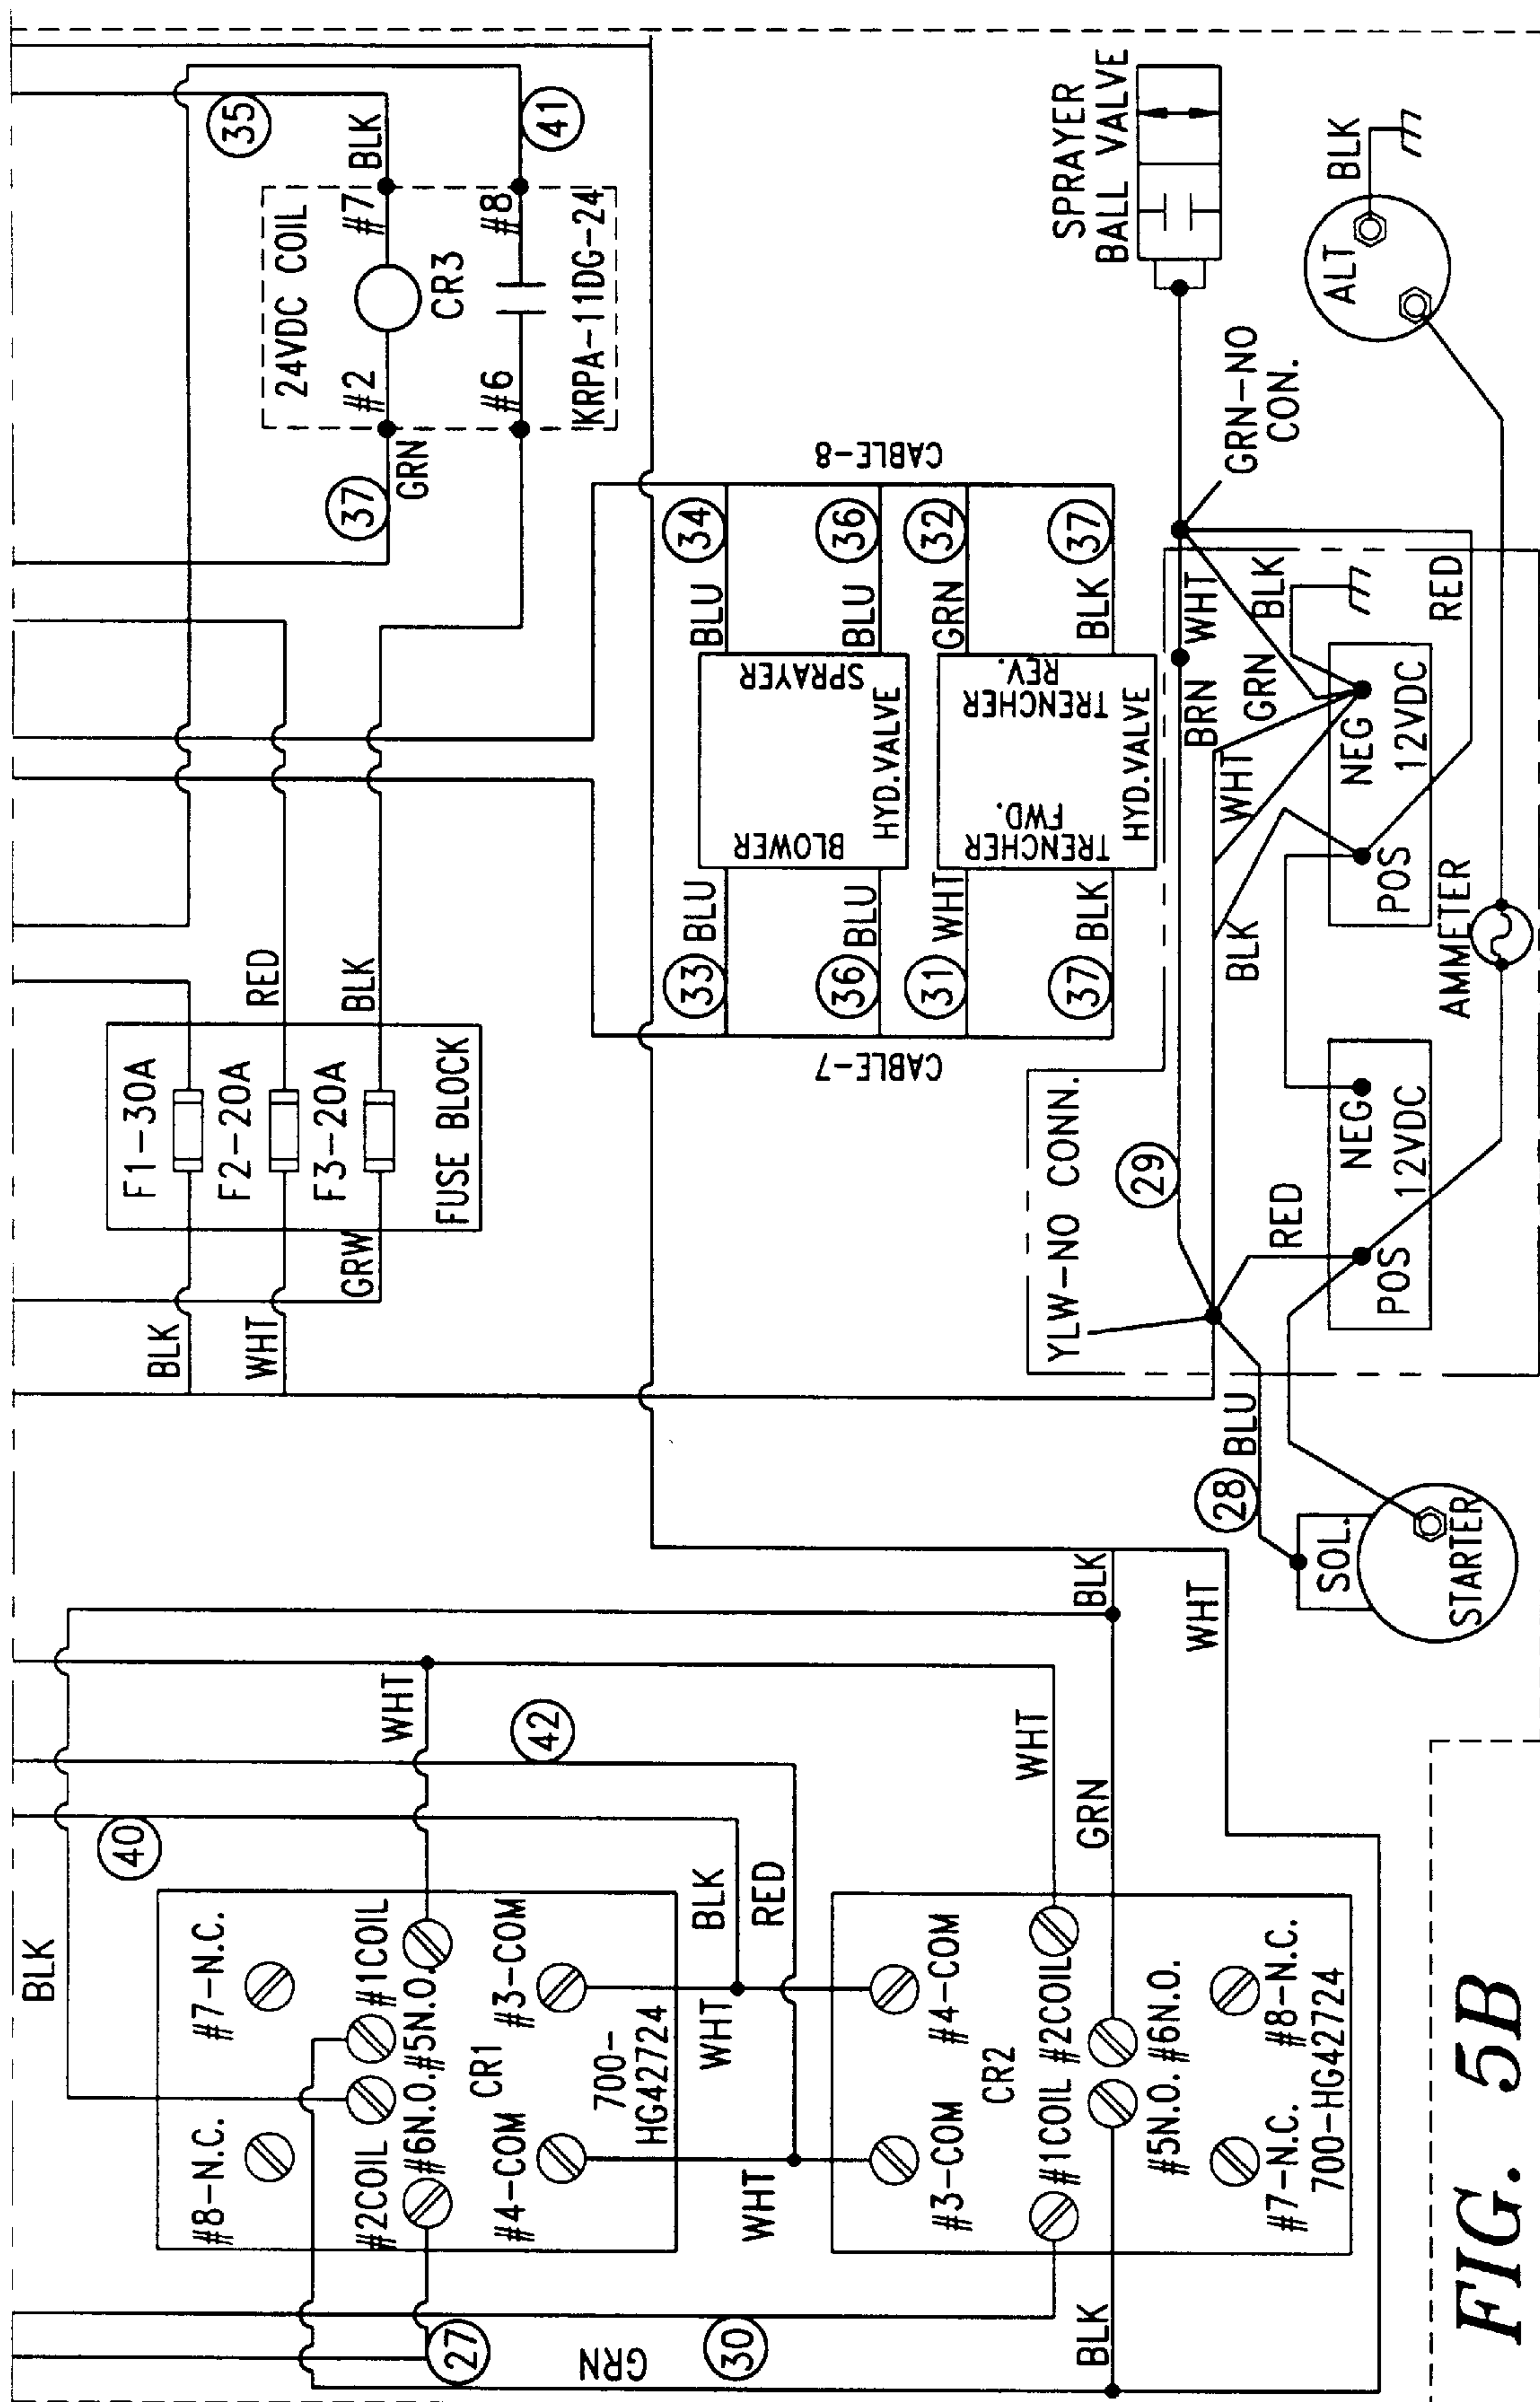 BLK
40
#8-N.C.
#7-N.C.
#2COIL
#1COIL
#6N.O.
#5N.O.
CR1
#4-COM
#3-COM
700-
HG42724
WHT
42
27
GRN
30
WHT
WHT
BLK
RED
#3-COM
#4-COM
CR2
#1COIL
#2COIL
#5N.O.
#6N.O.
#7-N.C.
#8-N.C.
700-HG42724
BLK
WHT
GRN
BLK
WHT
FIG. 5B
BLK
WHT
GRW
F1-30A
F2-20A
F3-20A
FUSE BLOCK
RED
BLK
35
24VDC COIL
#2
#7
BLK
37
GRN
CR3
#6
#8
41
KRPA-11DG-24
CABLE-7
CABLE-8
33
BLU
BLOWER
SPRAYER
BLU
34
36
BLU
HYD.VALVE
BLU
36
31
WHT
TRENCHER
FWD.
TRENCHER
REV.
GRN
32
37
BLK
HYD.VALVE
BLK
37
SPRAYER
BALL VALVE
YLW-NO CONN.
29
BRN
WHT
GRN-NO
CON.
28
BLU
RED
BLK
WHT
GRN
BLK
SOL.
STARTER
POS
NEG
12VDC
POS
NEG
12VDC
RED
AMMETER
ALT
BLK